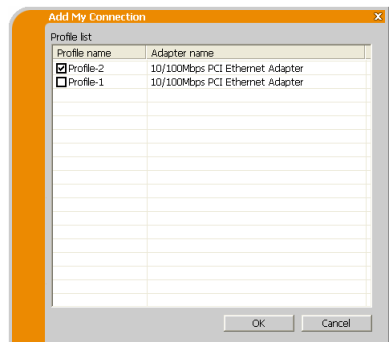 Add My Connection X
Profile list
Profile name Adapter name
Profile-2 10/100Mbps PCI Ethernet Adapter
Profile-1 10/100Mbps PCI Ethernet Adapter
OK Cancel